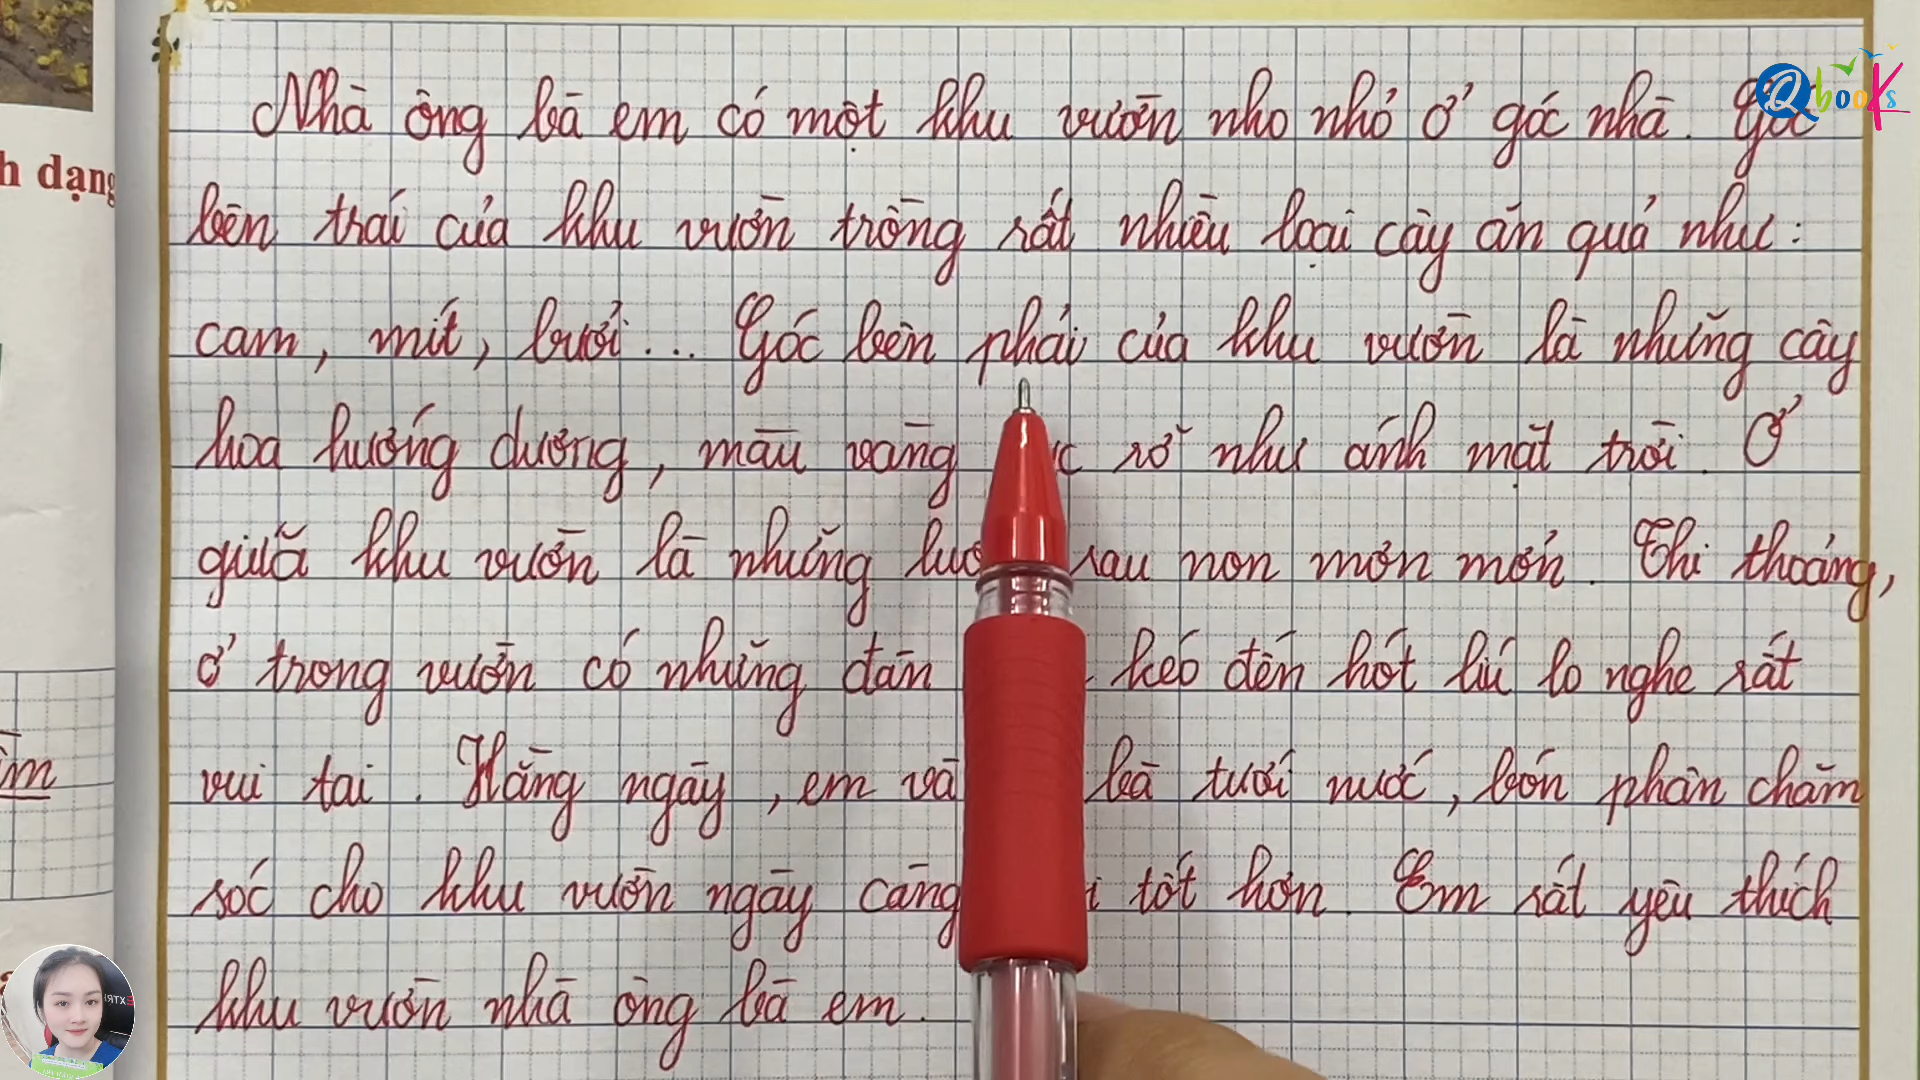 Nhà ông bà em có một khu vườn nho nhỏ ở góc nhà. Góc
bên trái của khu vườn trồng rất nhiều loại cây ăn quả như:
cam, mít, bưởi... Góc bên phải của khu vườn là những cây
hoa hướng dương, màu vàng rỡ như ánh mặt trời. Ở
giữa khu vườn là những rau non mơn mởn. Thi thoảng,
ở trong vườn có những đàn kéo đến hót líu lo nghe rất
vui tai. Hằng ngày, em và bà tưới nước, bón phân chăm
sóc cho khu vườn ngày càng tốt hơn. Em rất yêu thích
khu vườn nhà ông bà em.
h dạng
ìm
Qbooks